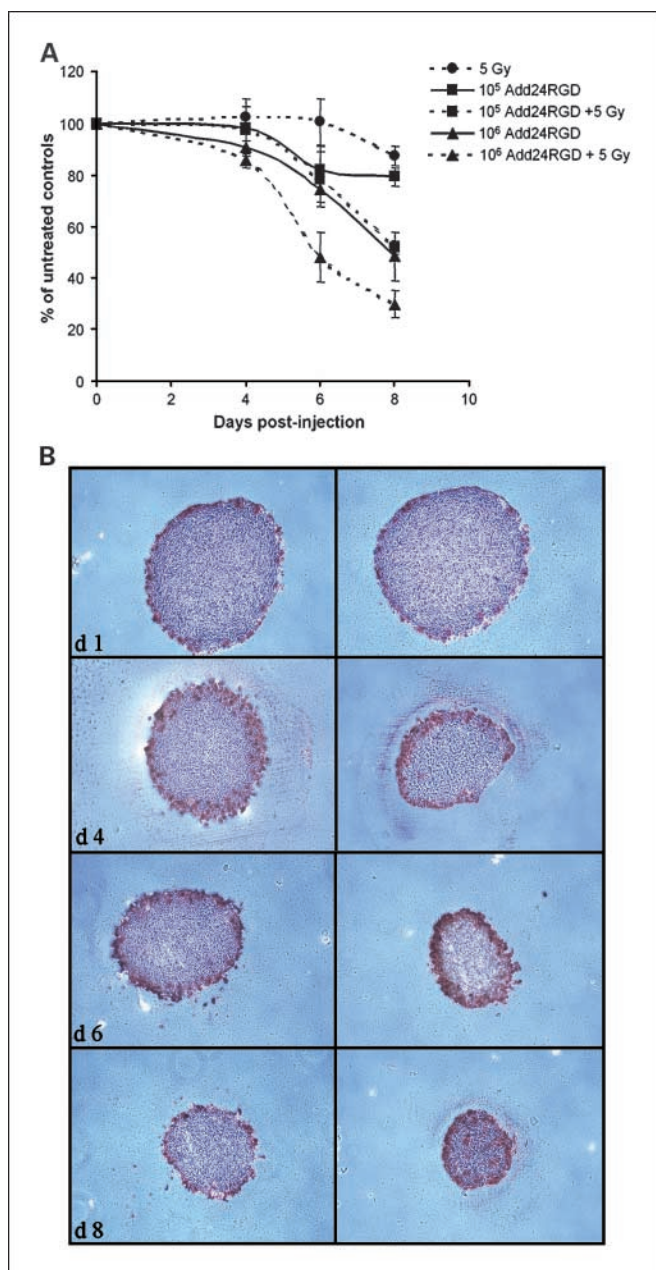 A
120
100
80
60
40
20
0
% of untreated controls
0 2 4 6 8 10
Days post-injection
5 Gy
10⁵ Add24RGD
10⁵ Add24RGD +5 Gy
10⁶ Add24RGD
10⁶ Add24RGD + 5 Gy
B
d 1
d 4
d 6
d 8